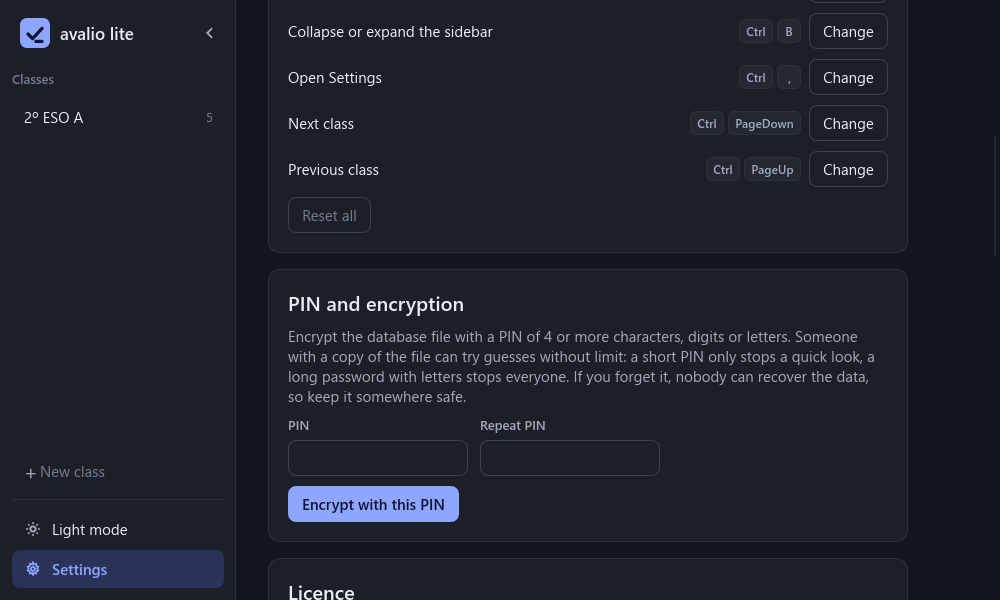 avalio lite
Classes
2º ESO A 5
+ New class
Light mode
Settings
Collapse or expand the sidebar Ctrl B Change
Open Settings Ctrl , Change
Next class Ctrl PageDown Change
Previous class Ctrl PageUp Change
Reset all
PIN and encryption
Encrypt the database file with a PIN of 4 or more characters, digits or letters. Someone
with a copy of the file can try guesses without limit: a short PIN only stops a quick look, a
long password with letters stops everyone. If you forget it, nobody can recover the data,
so keep it somewhere safe.
PIN Repeat PIN
Encrypt with this PIN
Licence